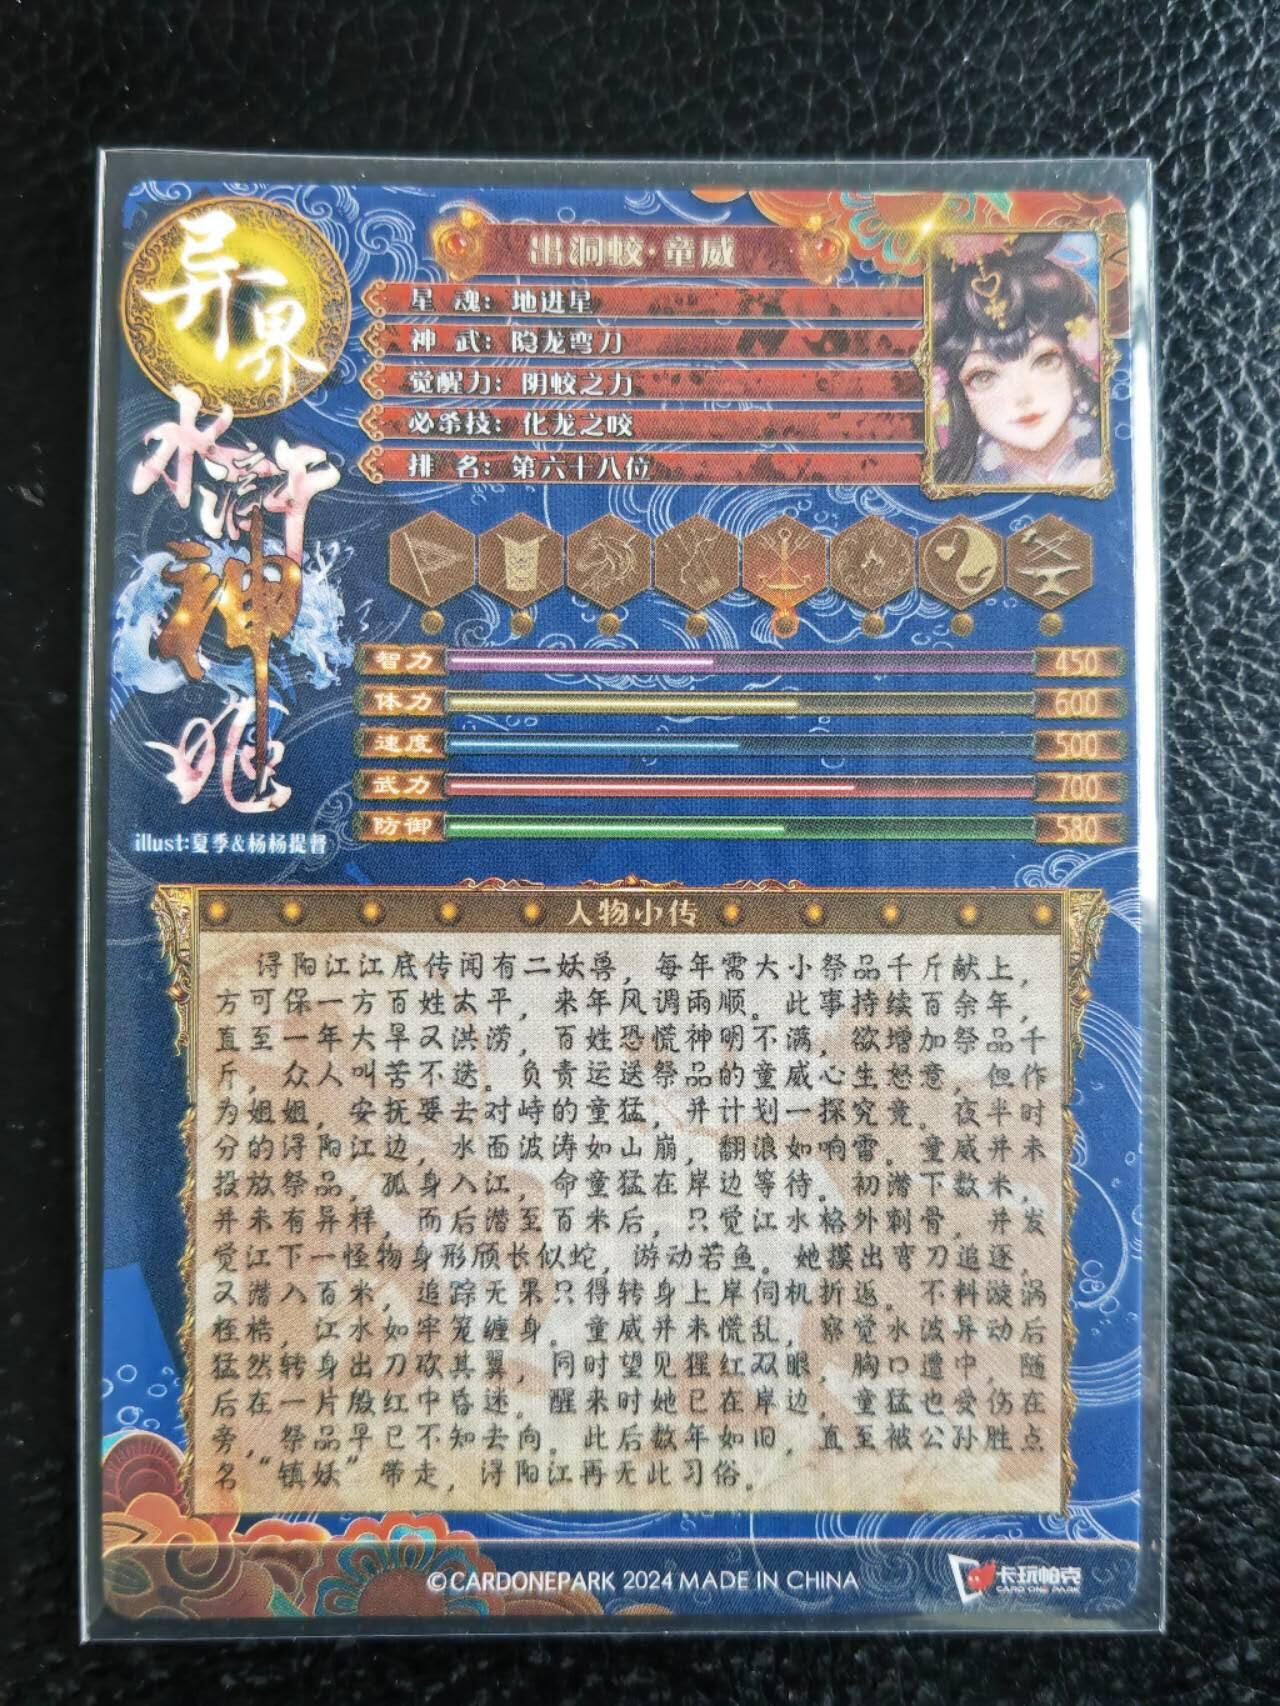 异界
水浒
神
姬
illust:夏季&杨杨提督
出洞蛟·童威
星 魂：地进星
神 武：隐龙弯刀
觉醒力：阴蛟之力
必杀技：化龙之咬
排 名：第六十八位
智力 450
体力 600
速度 500
武力 700
防御 580
人物小传
浔阳江江底传闻有二妖兽，每年需大小祭品千斤献上，
方可保一方百姓太平，来年风调雨顺。此事持续百余年，
直至一年大旱又洪涝，百姓恐慌神明不满，欲增加祭品千
斤，众人叫苦不迭。负责运送祭品的童威心生怒意，但作
为姐姐，安抚要去对峙的童猛，并计划一探究竟。夜半时
分的浔阳江边，水面波涛如山崩，翻浪如响雷。童威并未
投放祭品，孤身入江，命童猛在岸边等待。初潜下数米，
并未有异样，而后潜至百米后，只觉江水格外刺骨，并发
觉江下一怪物身形颀长似蛇，游动若鱼。她摸出弯刀追逐，
又潜入百米，追踪无果只得转身上岸伺机折返。不料漩涡
桎梏，江水如牢笼缠身。童威并未慌乱，察觉水波异动后
猛然转身出刀砍其翼，同时望见猩红双眼，胸口遭中，随
后在一片殷红中昏迷。醒来时她已在岸边，童猛也受伤在
旁，祭品早已不知去向。此后数年如旧，直至被公孙胜点
名“镇妖”带走，浔阳江再无此习俗。
©CARDONEPARK 2024 MADE IN CHINA
卡玩帕克
CARD ONE PARK